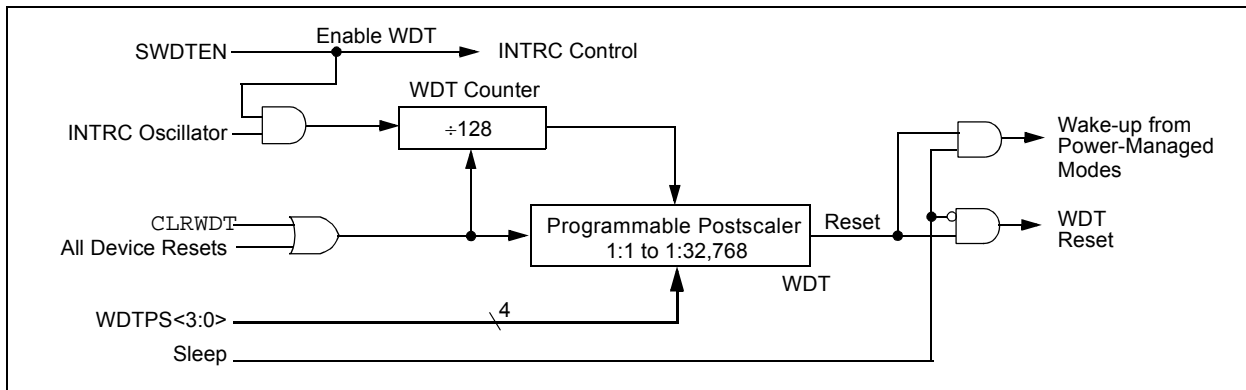 Enable WDT
SWDTEN
INTRC Control
WDT Counter
INTRC Oscillator
÷128
Wake-up from
Power-Managed
Modes
CLRWDT
All Device Resets
Programmable Postscaler
1:1 to 1:32,768
Reset
WDT
Reset
WDT
WDTPS<3:0>
4
Sleep